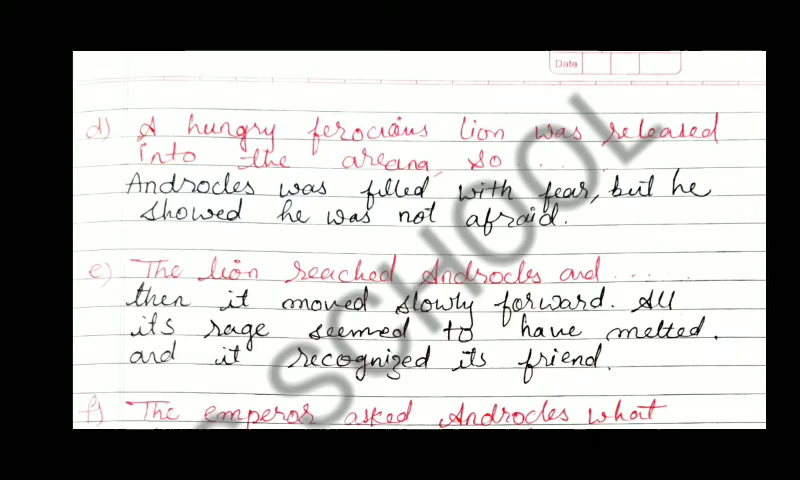 Date
d) A hungry ferocious lion was released
into the areana, so ....
Androcles was filled with fear, but he
showed he was not afraid.
e) The lion reached Androcles and ......
then it moved slowly forward. All
its rage seemed to have melted.
and it recognized its friend.
f) The emperor asked Androcles what
SCHOOL